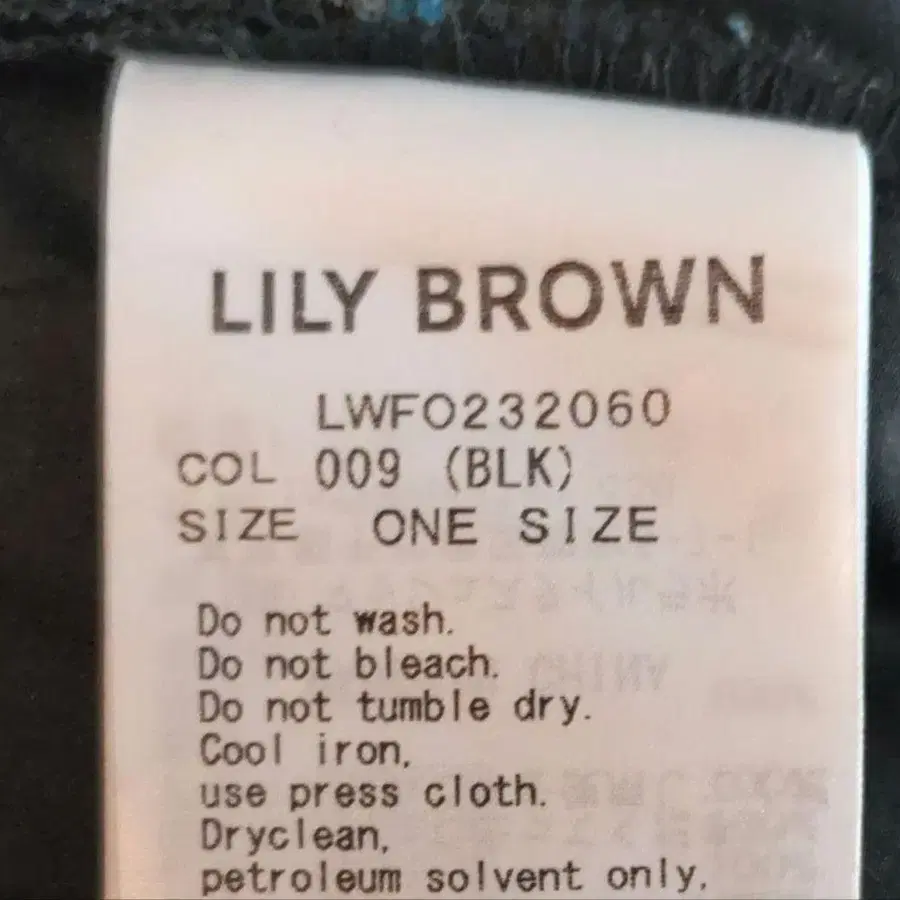 LILY BROWN
LWFO232060
COL 009 (BLK)
SIZE ONE SIZE
Do not wash.
Do not bleach.
Do not tumble dry.
Cool iron,
use press cloth.
Dryclean,
petroleum solvent only.